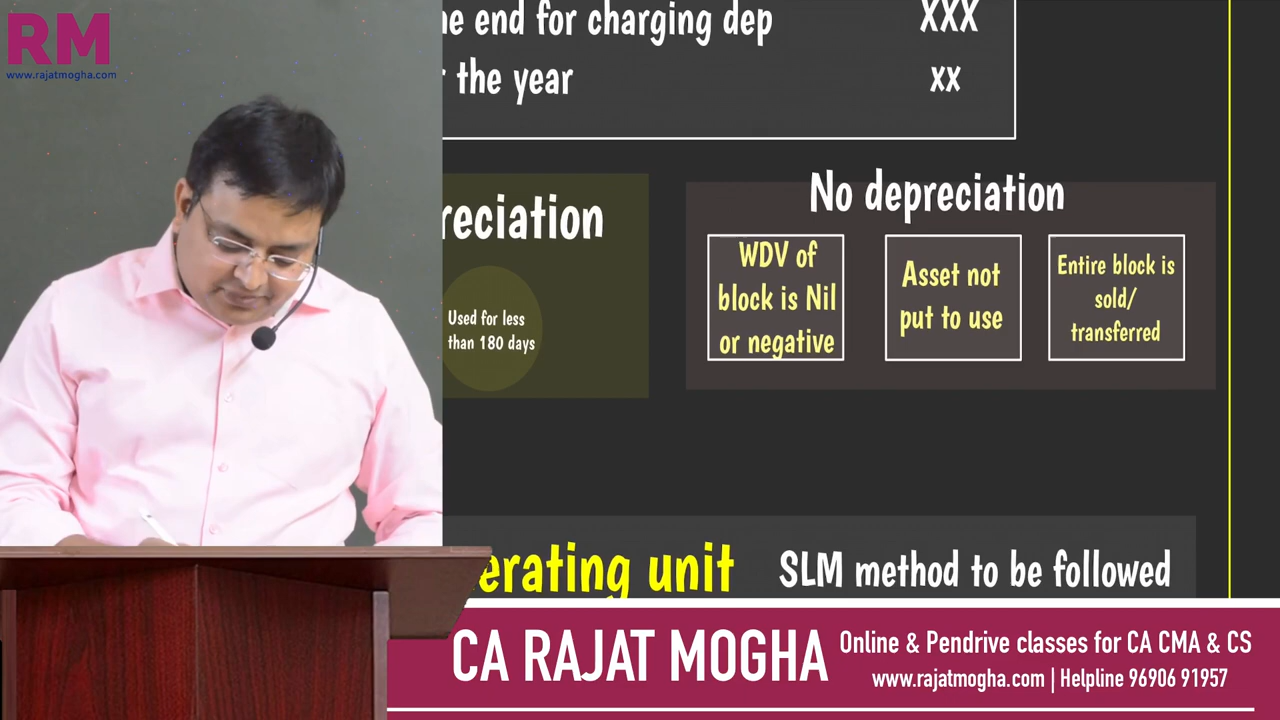 RM
www.rajatmogha.com
e end for charging dep XXX
the year xx
reciation
Used for less
than 180 days
No depreciation
WDV of
block is Nil
or negative
Asset not
put to use
Entire block is
sold/
transferred
erating unit
SLM method to be followed
CA RAJAT MOGHA
Online & Pendrive classes for CA CMA & CS
www.rajatmogha.com | Helpline 96906 91957